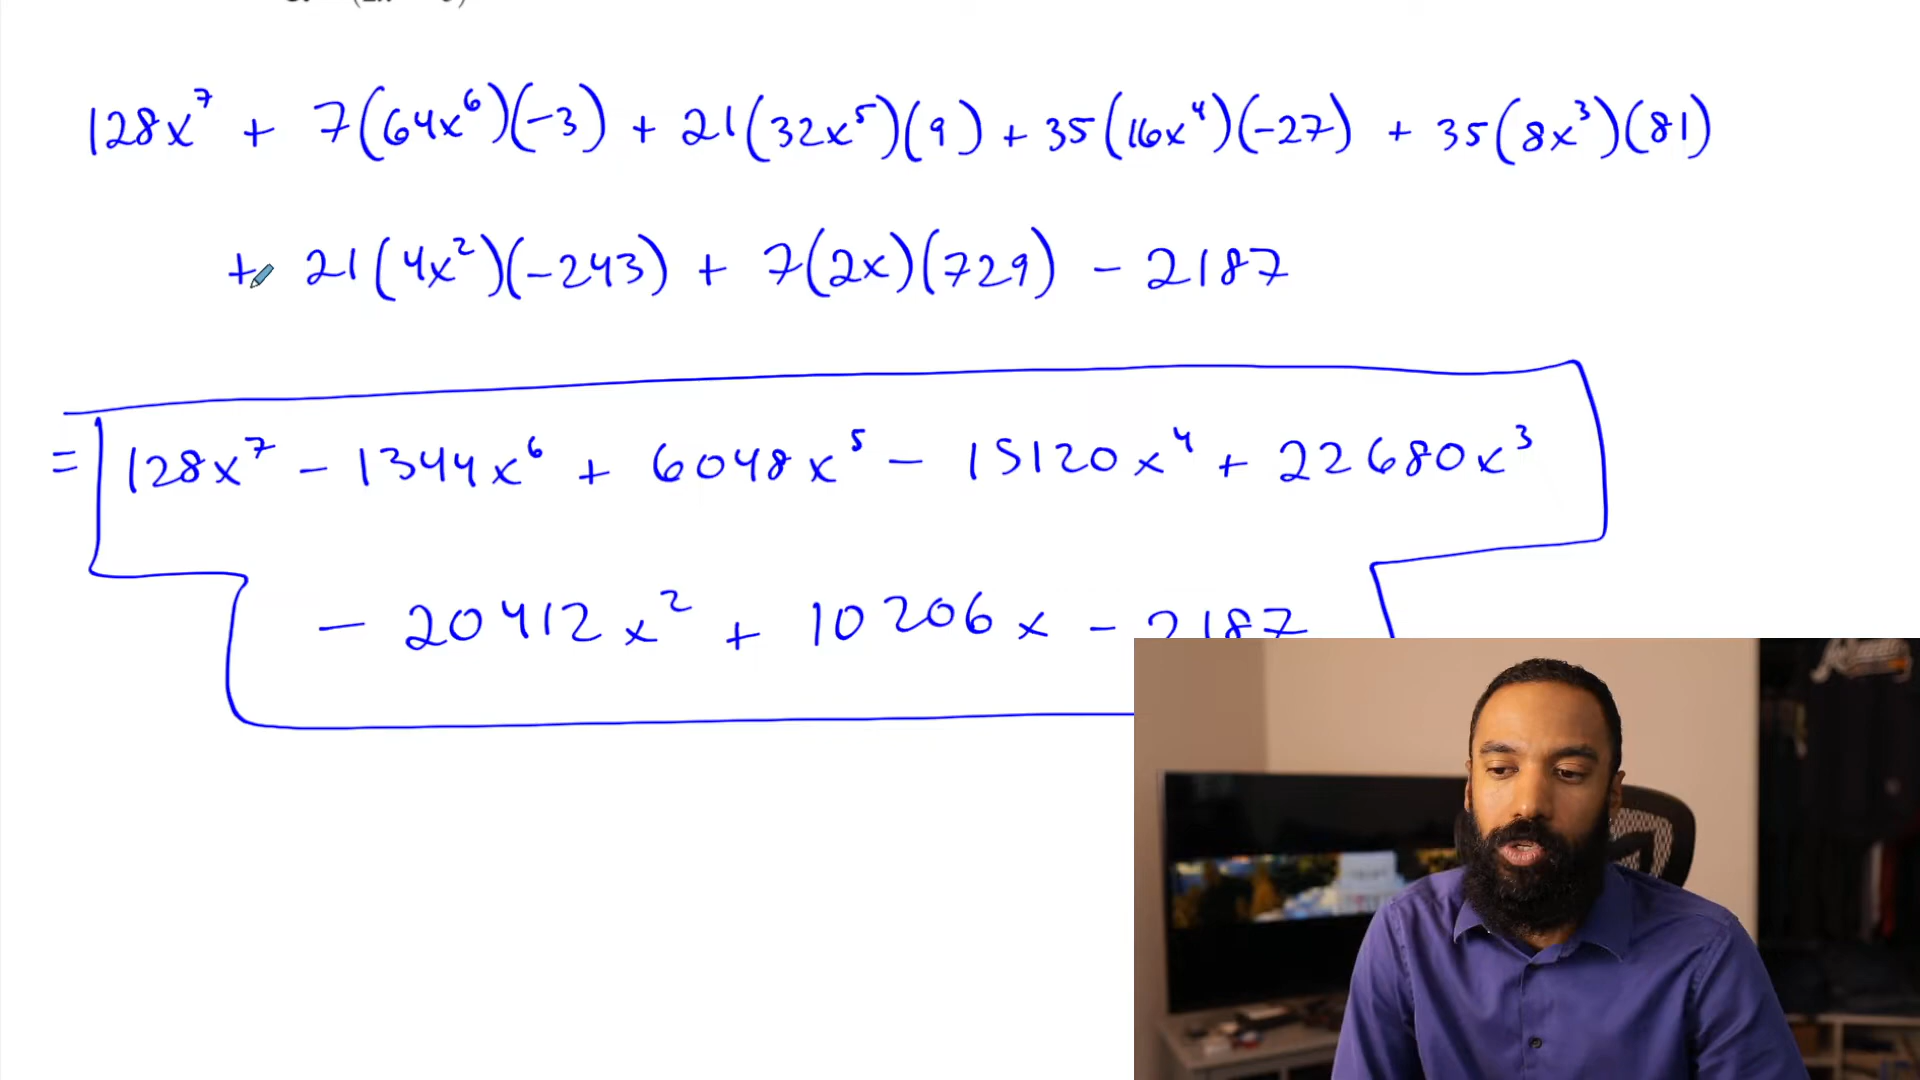 128x⁷ + 7(64x⁶)(-3) + 21(32x⁵)(9) + 35(16x⁴)(-27) + 35(8x³)(81)
+ 21(4x²)(-243) + 7(2x)(729) - 2187
= 128x⁷ - 1344x⁶ + 6048x⁵ - 15120x⁴ + 22680x³
- 20412x² + 10206x - 2187